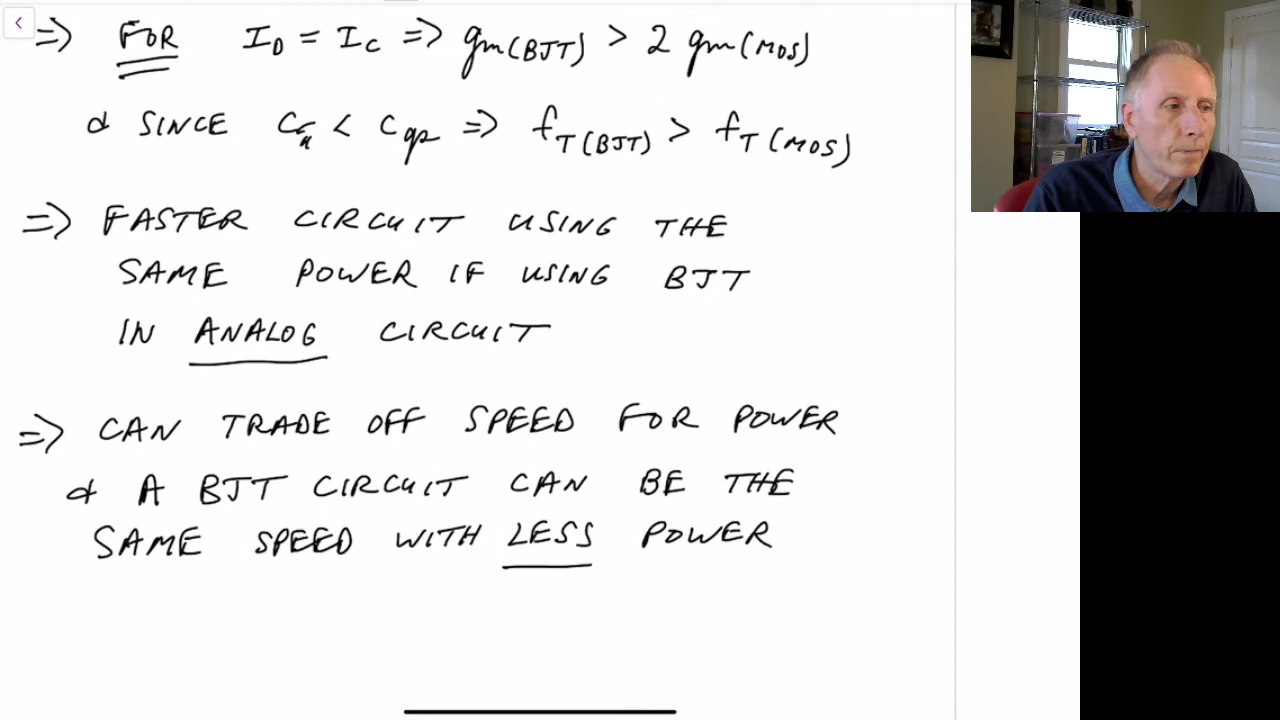 => FOR I_D = I_C => gm(BJT) > 2 gm(MOS)
& SINCE C_π < C_gs => f_T(BJT) > f_T(MOS)
=> FASTER CIRCUIT USING THE
SAME POWER IF USING BJT
IN ANALOG CIRCUIT
=> CAN TRADE OFF SPEED FOR POWER
& A BJT CIRCUIT CAN BE THE
SAME SPEED WITH LESS POWER